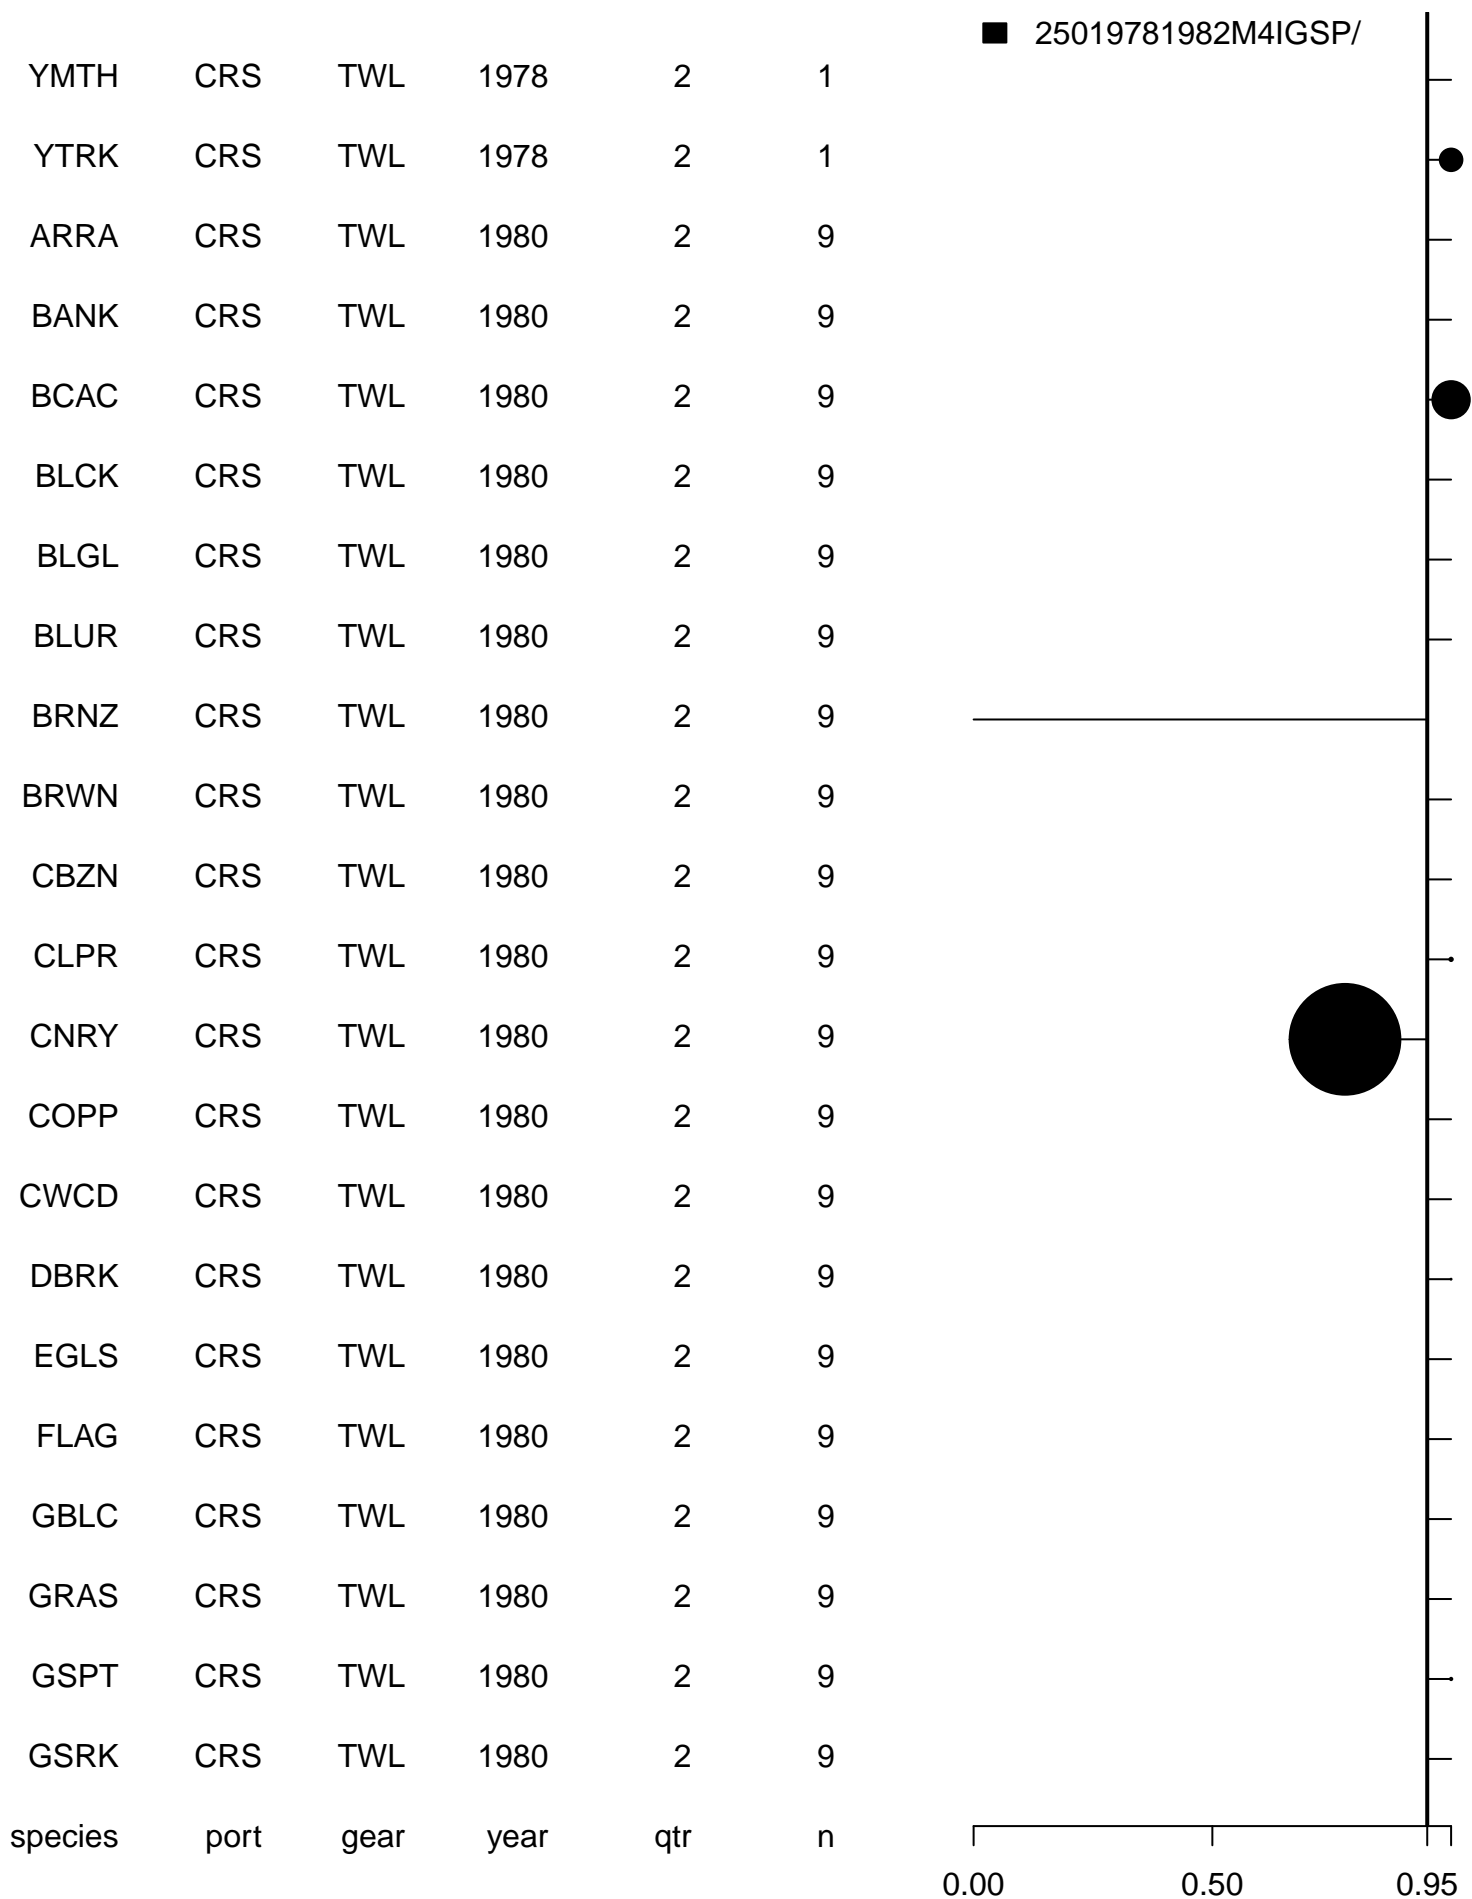 25019781982M4IGSP/
YMTH CRS TWL 1978 2 1
YTRK CRS TWL 1978 2 1
ARRA CRS TWL 1980 2 9
BANK CRS TWL 1980 2 9
BCAC CRS TWL 1980 2 9
BLCK CRS TWL 1980 2 9
BLGL CRS TWL 1980 2 9
BLUR CRS TWL 1980 2 9
BRNZ CRS TWL 1980 2 9
BRWN CRS TWL 1980 2 9
CBZN CRS TWL 1980 2 9
CLPR CRS TWL 1980 2 9
CNRY CRS TWL 1980 2 9
COPP CRS TWL 1980 2 9
CWCD CRS TWL 1980 2 9
DBRK CRS TWL 1980 2 9
EGLS CRS TWL 1980 2 9
FLAG CRS TWL 1980 2 9
GBLC CRS TWL 1980 2 9
GRAS CRS TWL 1980 2 9
GSPT CRS TWL 1980 2 9
GSRK CRS TWL 1980 2 9
species port gear year qtr n
0.00 0.50 0.95